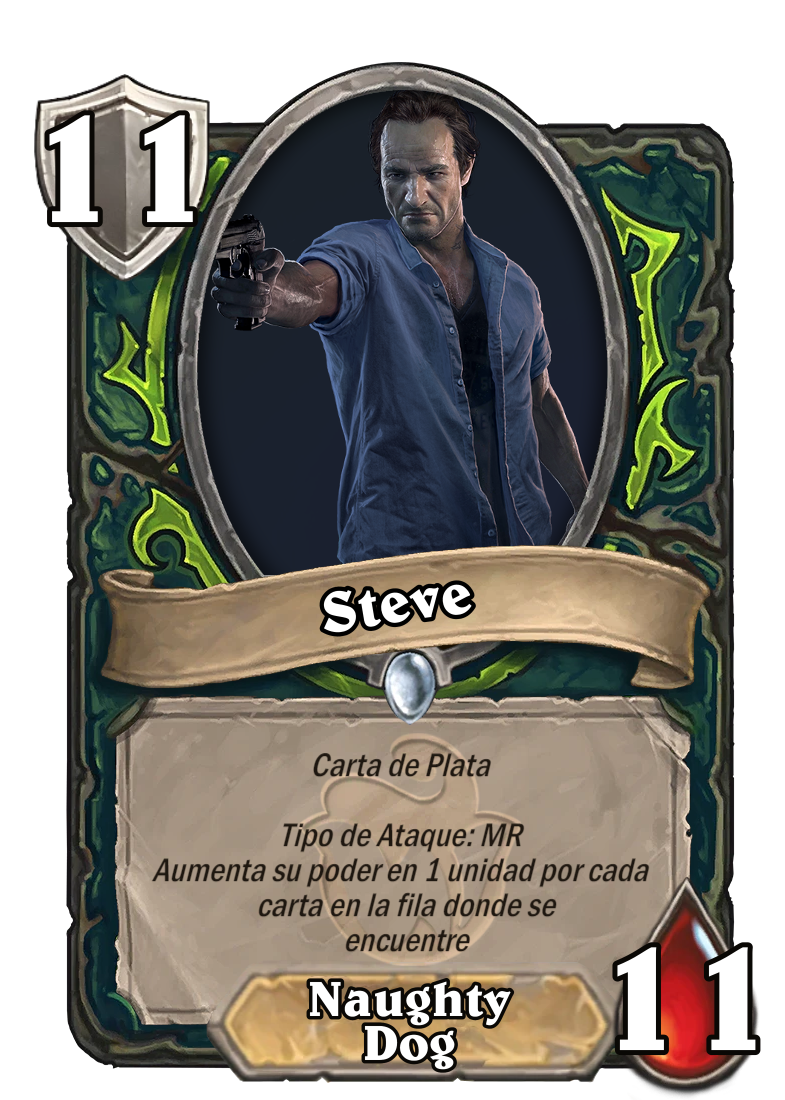 11
Steve
Carta de Plata
Tipo de Ataque: MR
Aumenta su poder en 1 unidad por cada
carta en la fila donde se
encuentre
Naughty
Dog
11